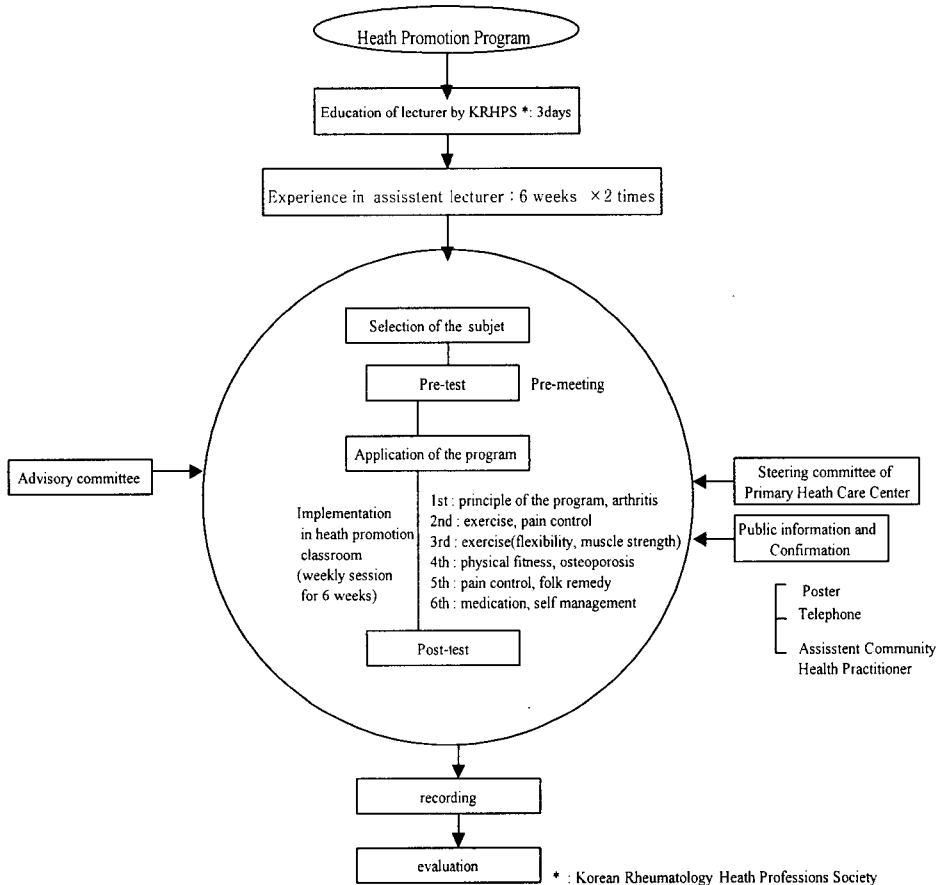 Heath Promotion Program
Education of lecturer by KRHPS *: 3days
Experience in assisstent lecturer : 6 weeks ×2 times
Selection of the subjet
Pre-test
Pre-meeting
Application of the program
Advisory committee
Steering committee of
Primary Heath Care Center
Public information and
Confirmation
Poster
Telephone
Assisstent Community
Health Practitioner
Implementation
in heath promotion
classroom
(weekly session
for 6 weeks)
1st : principle of the program, arthritis
2nd : exercise, pain control
3rd : exercise(flexibility, muscle strength)
4th : physical fitness, osteoporosis
5th : pain control, folk remedy
6th : medication, self management
Post-test
recording
evaluation
* : Korean Rheumatology Heath Professions Society